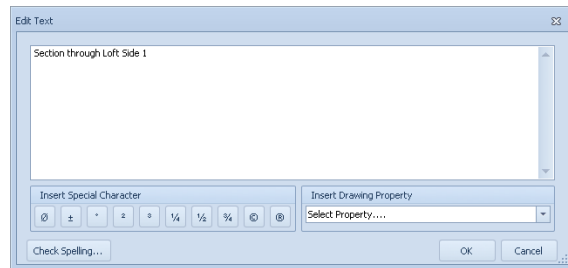 Edit Text
Section through Loft Side 1
Insert Special Character
Ø ± ° ² ³ ¼ ½ ¾ © ®
Insert Drawing Property
Select Property....
Check Spelling...
OK Cancel